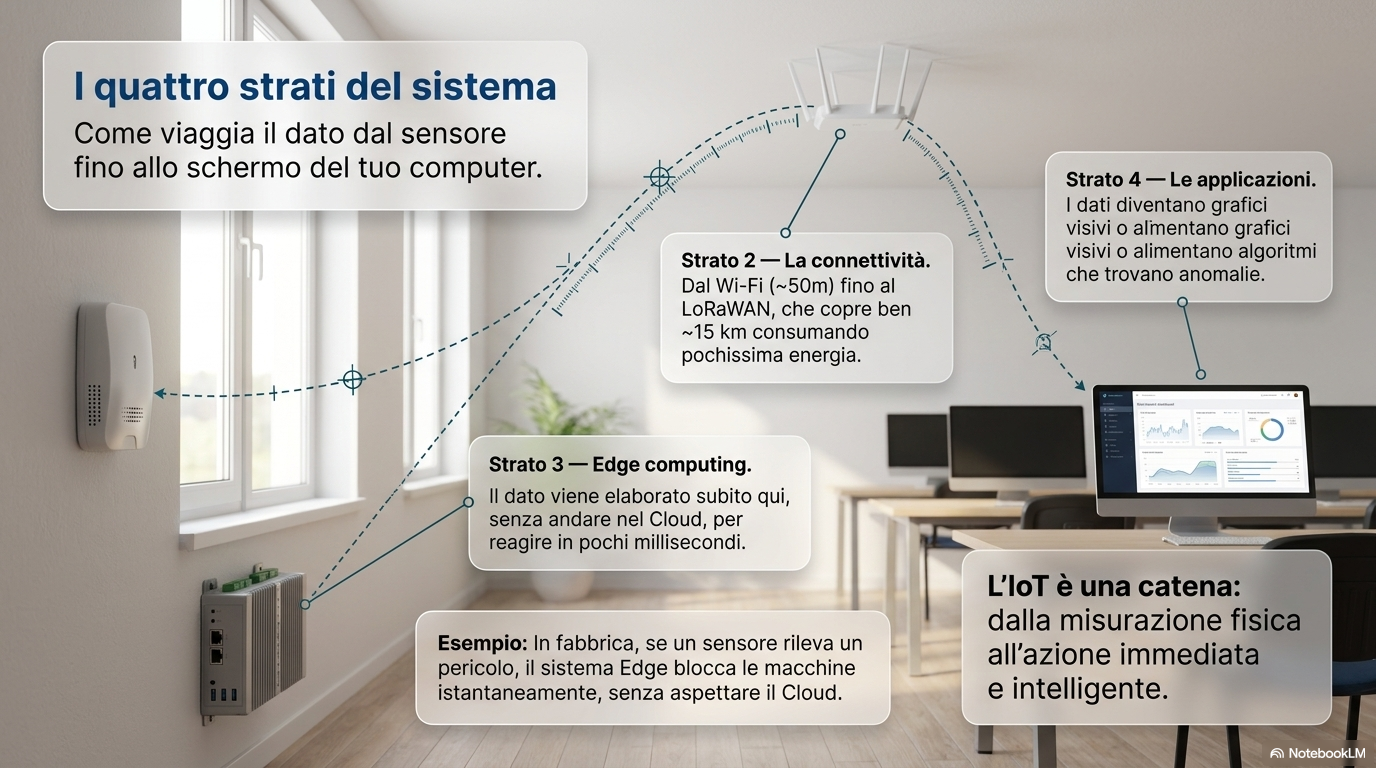 I quattro strati del sistema
Come viaggia il dato dal sensore
fino allo schermo del tuo computer.
Strato 2 — La connettività.
Dal Wi-Fi (~50m) fino al
LoRaWAN, che copre ben
~15 km consumando
pochissima energia.
Strato 4 — Le applicazioni.
I dati diventano grafici
visivi o alimentano grafici
visivi o alimentano algoritmi
che trovano anomalie.
Strato 3 — Edge computing.
Il dato viene elaborato subito qui,
senza andare nel Cloud, per
reagire in pochi millisecondi.
Esempio: In fabbrica, se un sensore rileva un
pericolo, il sistema Edge blocca le macchine
istantaneamente, senza aspettare il Cloud.
L'IoT è una catena:
dalla misurazione fisica
all'azione immediata
e intelligente.
NotebookLM